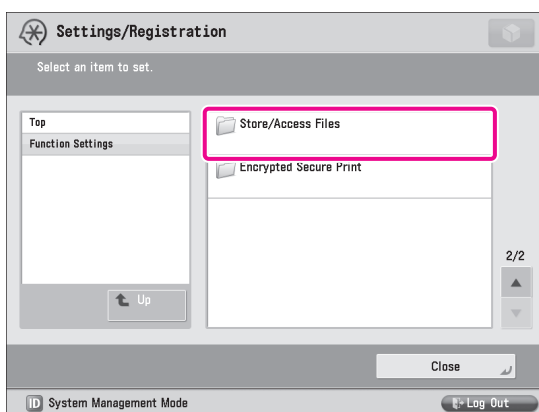 Settings/Registration
Select an item to set.
Top
Function Settings
Store/Access Files
Encrypted Secure Print
2/2
Up
Close
ID System Management Mode
Log Out